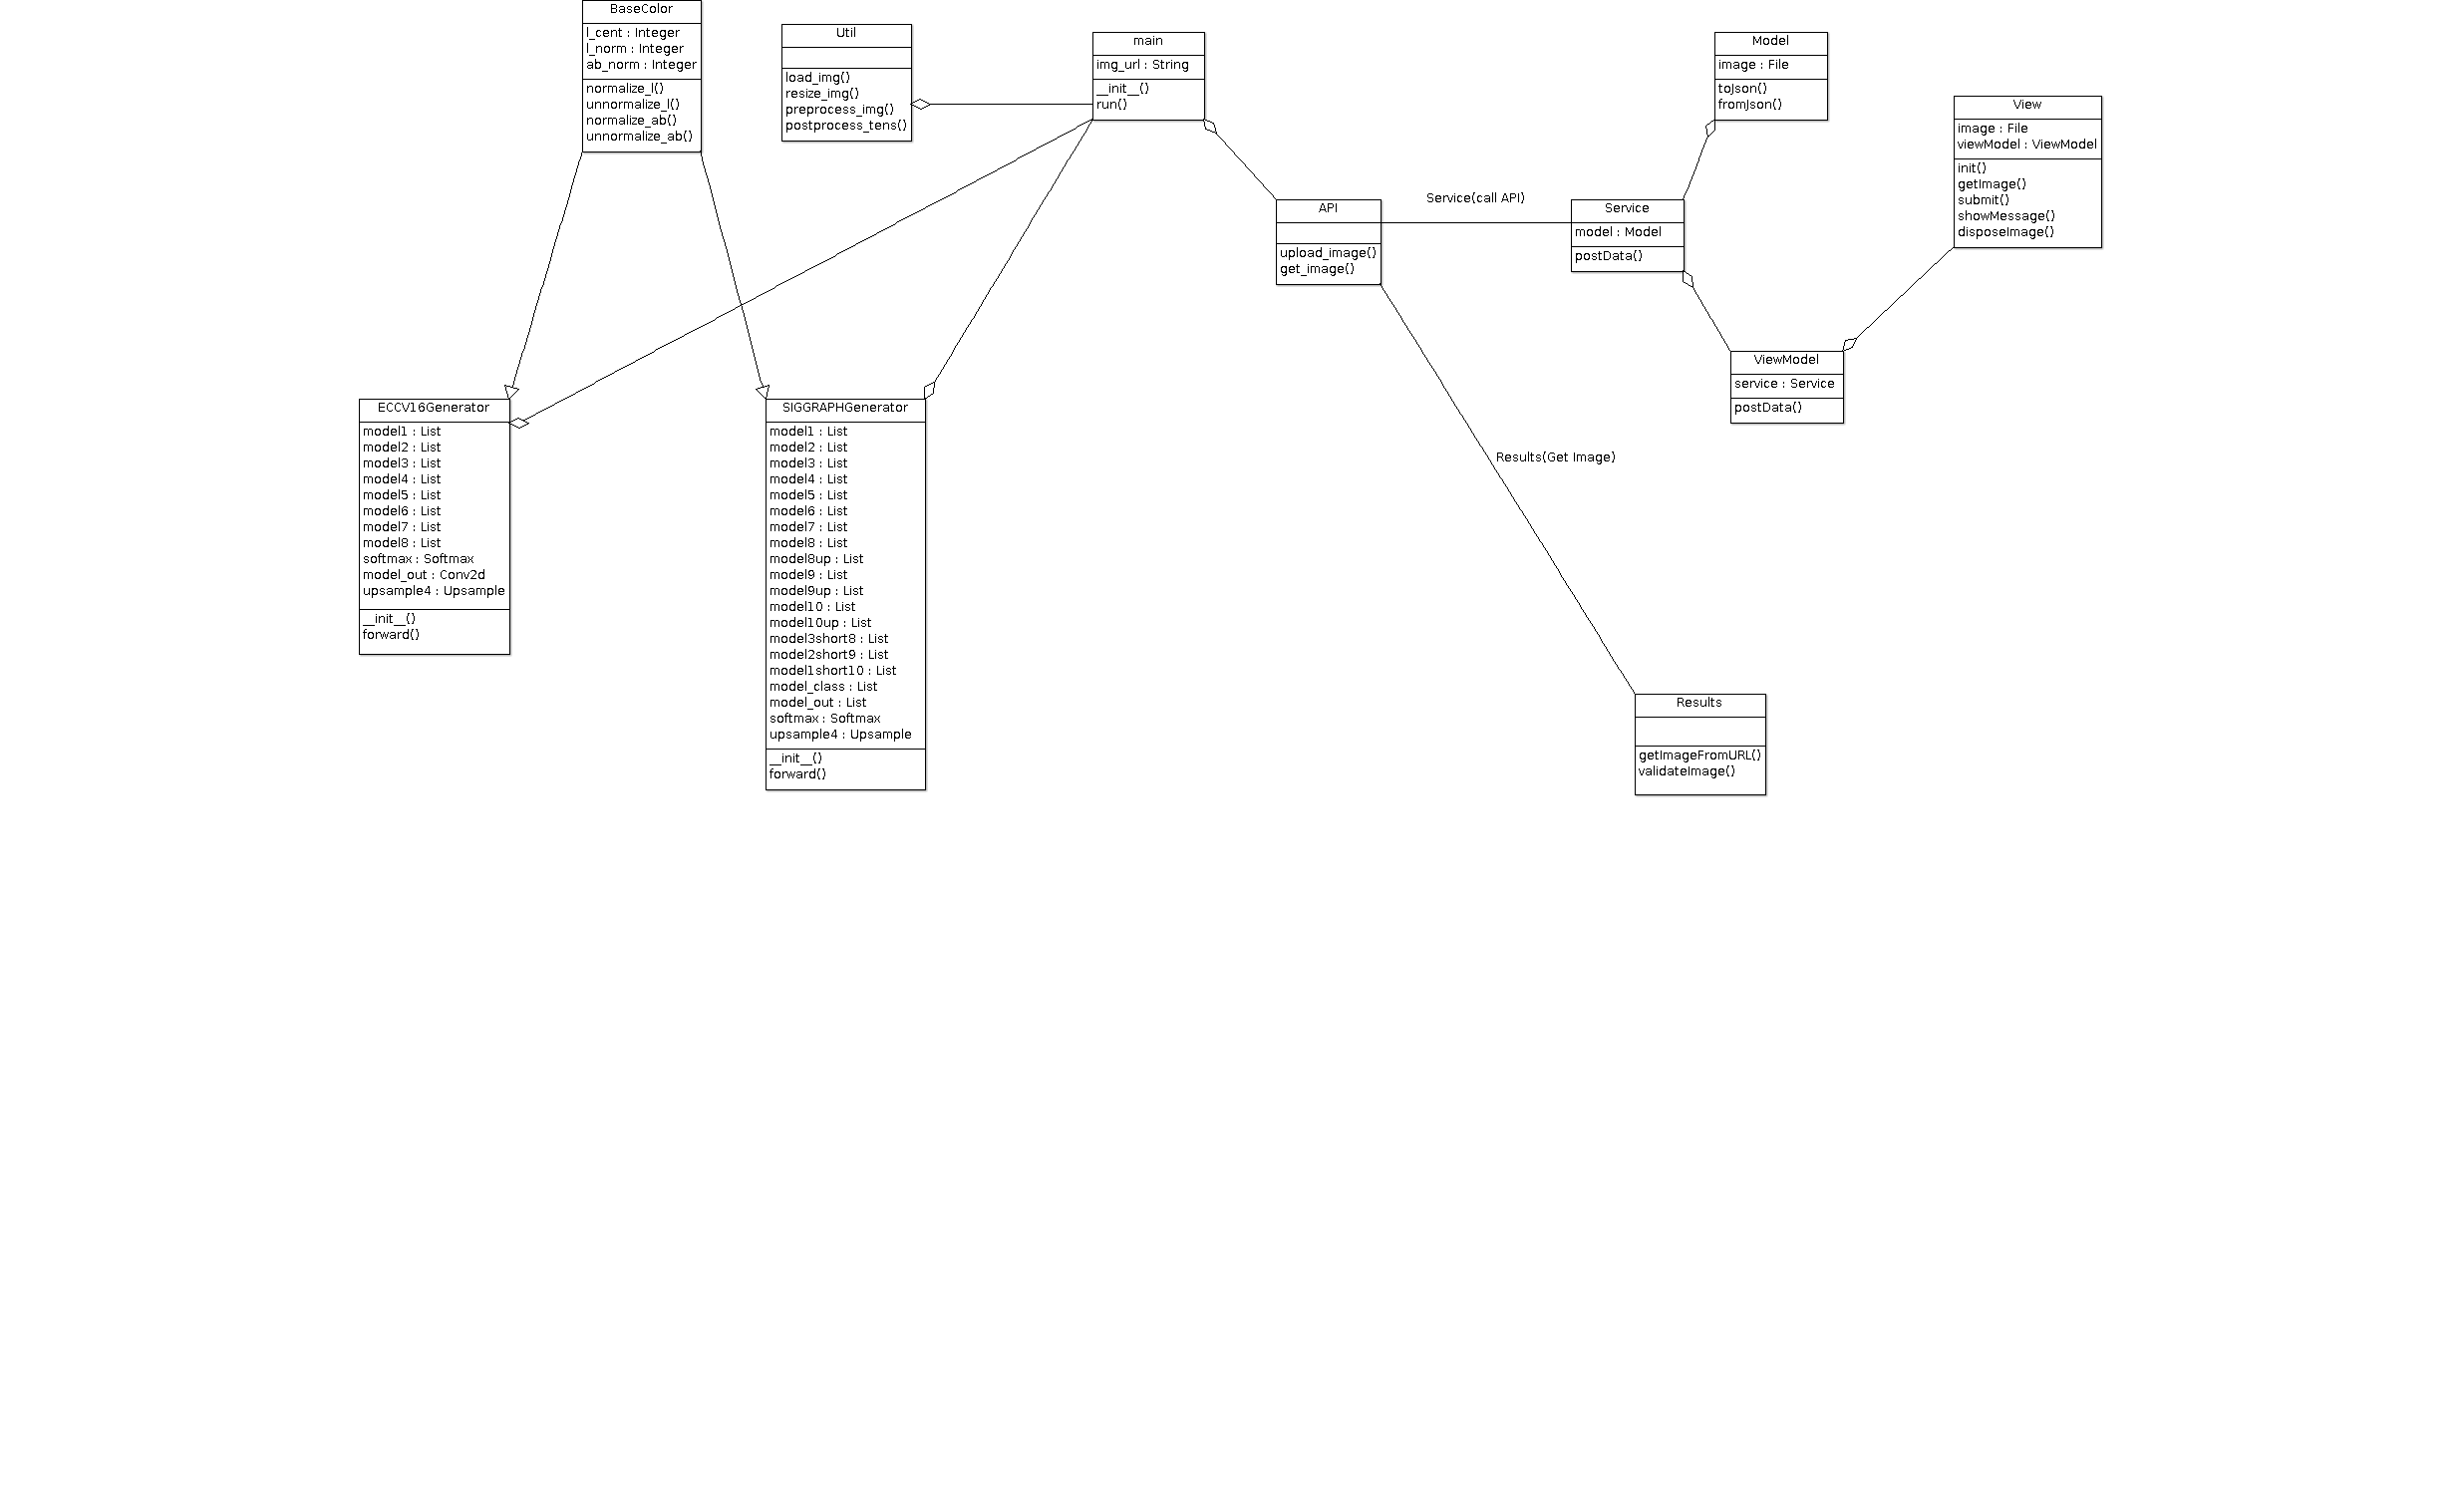 BaseColor
l_cent : Integer
l_norm : Integer
ab_norm : Integer
normalize_l()
unnormalize_l()
normalize_ab()
unnormalize_ab()
Util
load_img()
resize_img()
preprocess_img()
postprocess_tens()
main
img_url : String
__init__()
run()
Model
image : File
toJson()
fromJson()
View
image : File
viewModel : ViewModel
init()
getImage()
submit()
showMessage()
disposeImage()
API
upload_image()
get_image()
Service(call API)
Service
model : Model
postData()
ViewModel
service : Service
postData()
ECCV16Generator
model1 : List
model2 : List
model3 : List
model4 : List
model5 : List
model6 : List
model7 : List
model8 : List
softmax : Softmax
model_out : Conv2d
upsample4 : Upsample
__init__()
forward()
SIGGRAPHGenerator
model1 : List
model2 : List
model3 : List
model4 : List
model5 : List
model6 : List
model7 : List
model8 : List
model8up : List
model9 : List
model9up : List
model10 : List
model10up : List
model3short8 : List
model2short9 : List
model1short10 : List
model_class : List
model_out : List
softmax : Softmax
upsample4 : Upsample
__init__()
forward()
Results(Get Image)
Results
getImageFromURL()
validateImage()